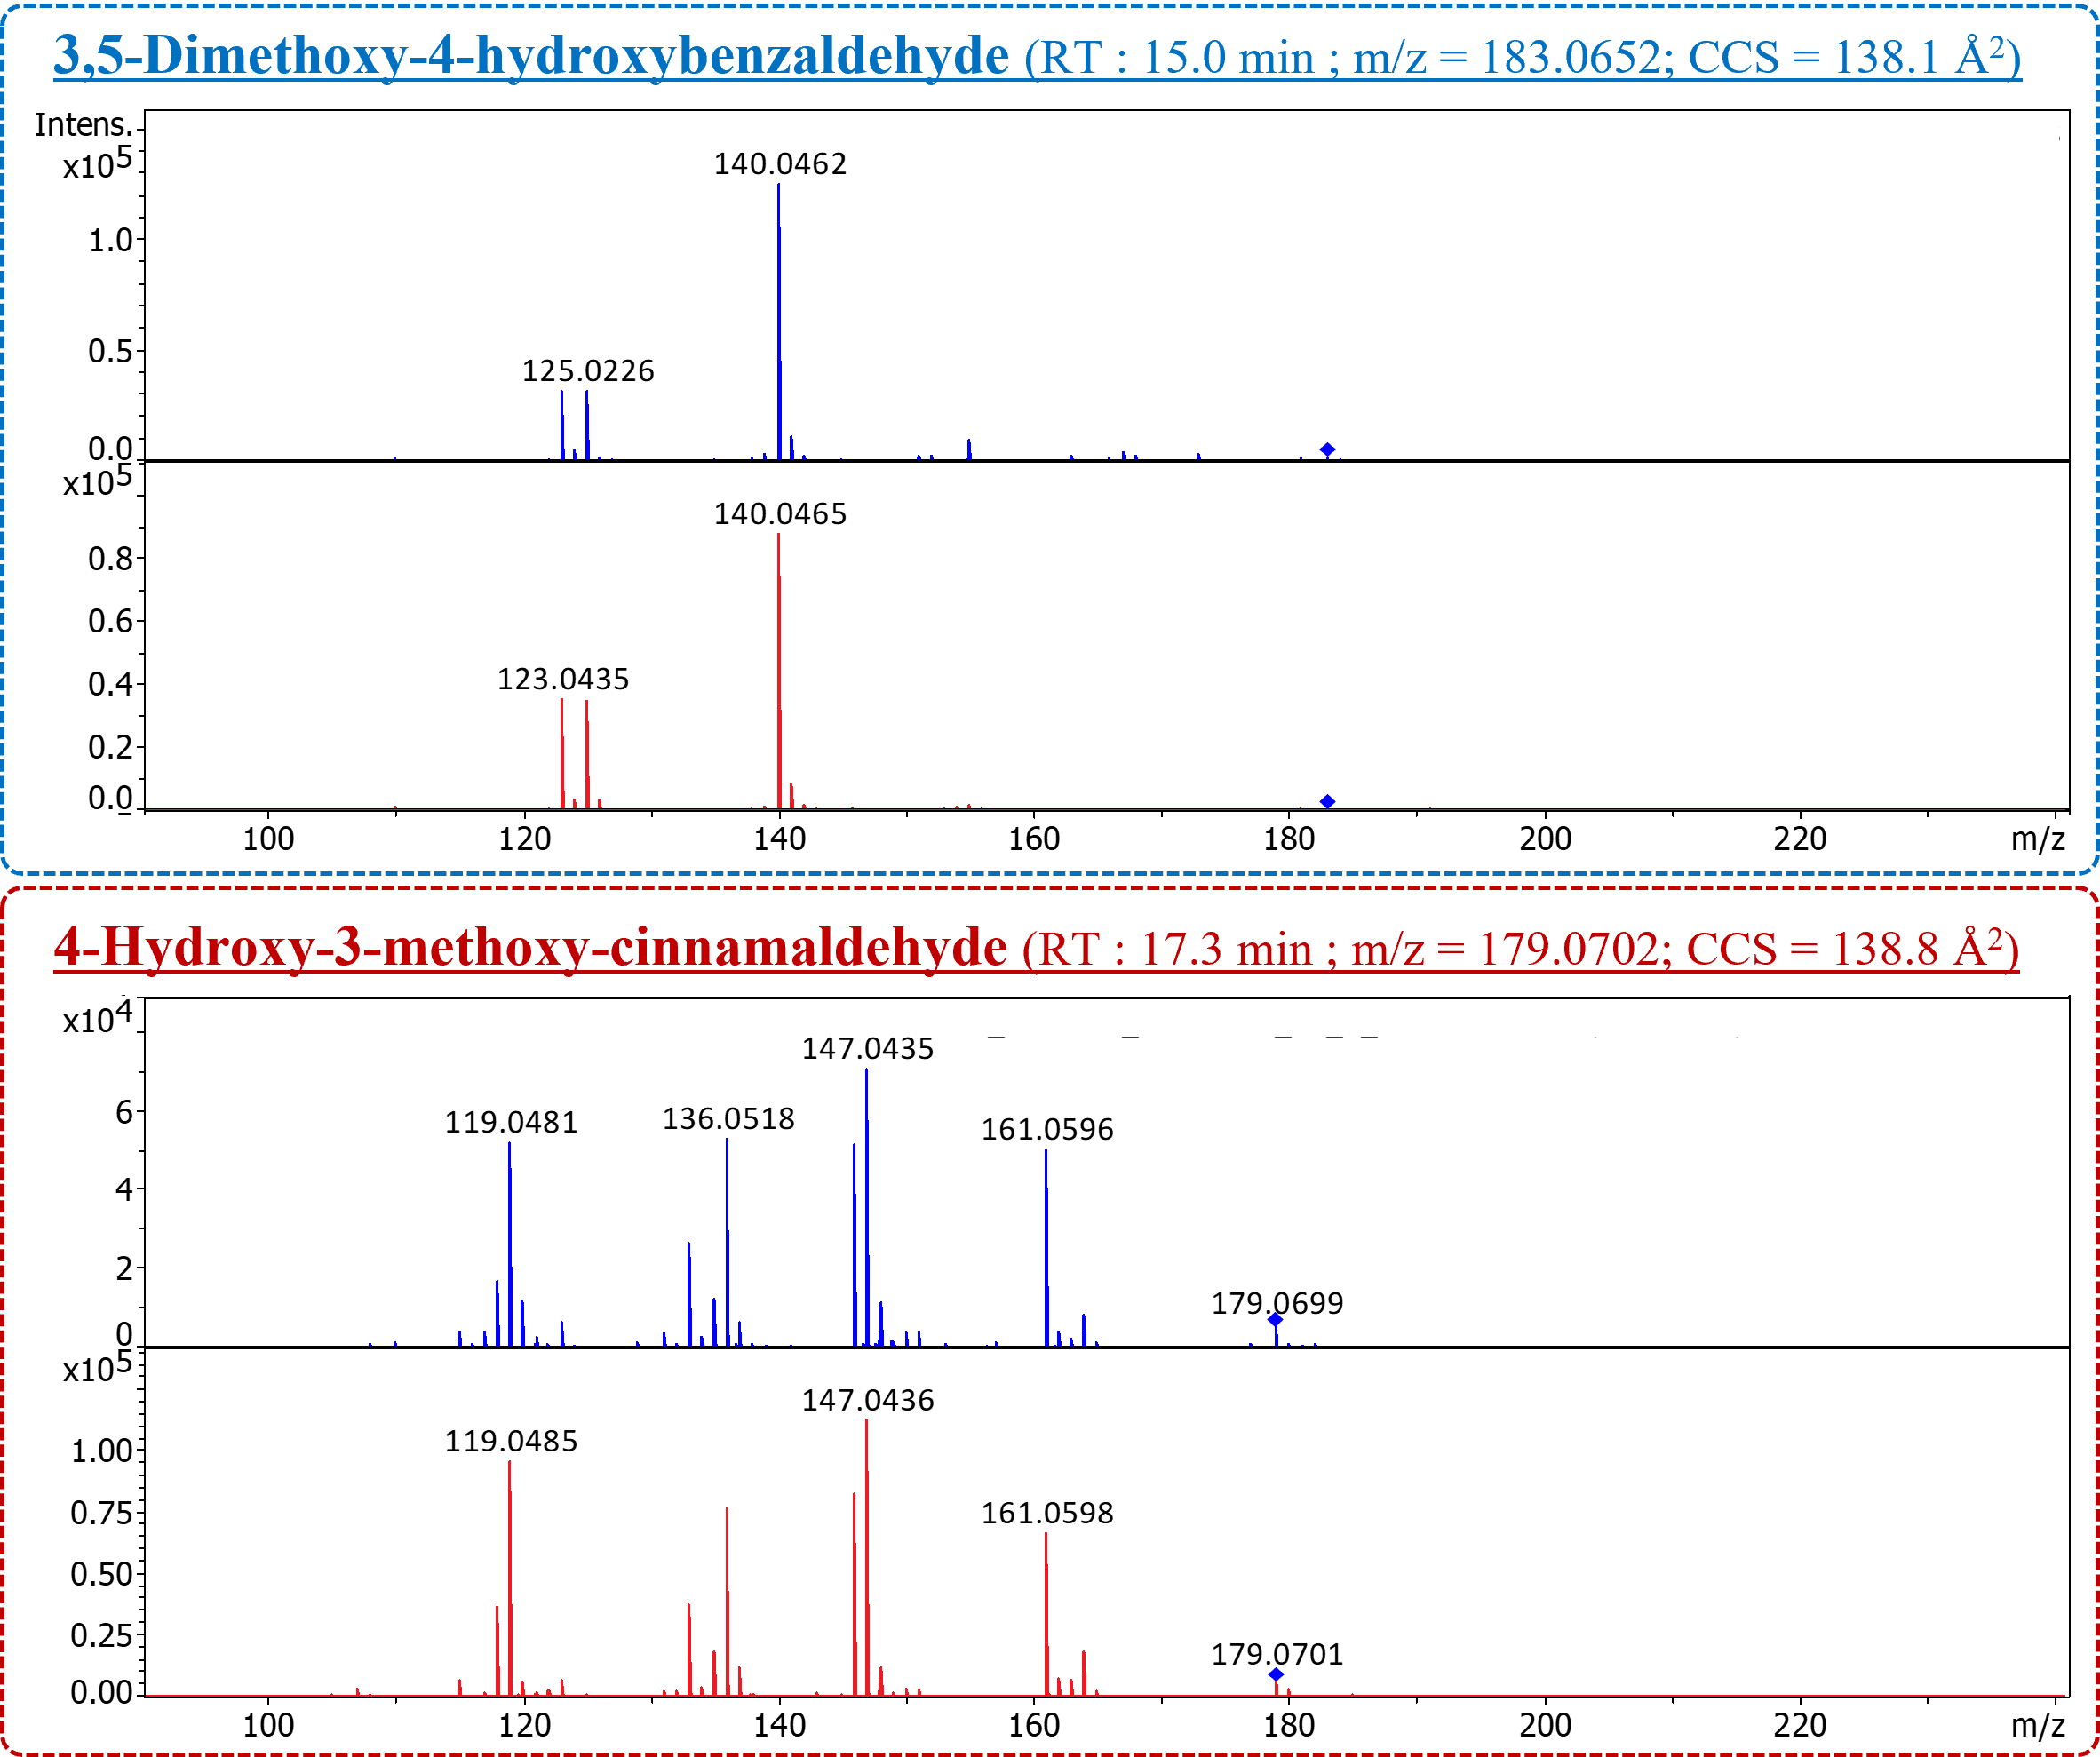 3,5-Dimethoxy-4-hydroxybenzaldehyde (RT : 15.0 min ; m/z = 183.0652; CCS = 138.1 Å²)
Intens.
x10⁵
140.0462
1.0
0.5
125.0226
0.0
x10⁵
140.0465
0.8
0.6
123.0435
0.4
0.2
0.0
100 120 140 160 180 200 220 m/z
4-Hydroxy-3-methoxy-cinnamaldehyde (RT : 17.3 min ; m/z = 179.0702; CCS = 138.8 Å²)
x10⁴
147.0435
6
119.0481 136.0518 161.0596
4
2
179.0699
0
x10⁵
147.0436
1.00
119.0485
0.75
161.0598
0.50
0.25
179.0701
0.00
100 120 140 160 180 200 220 m/z